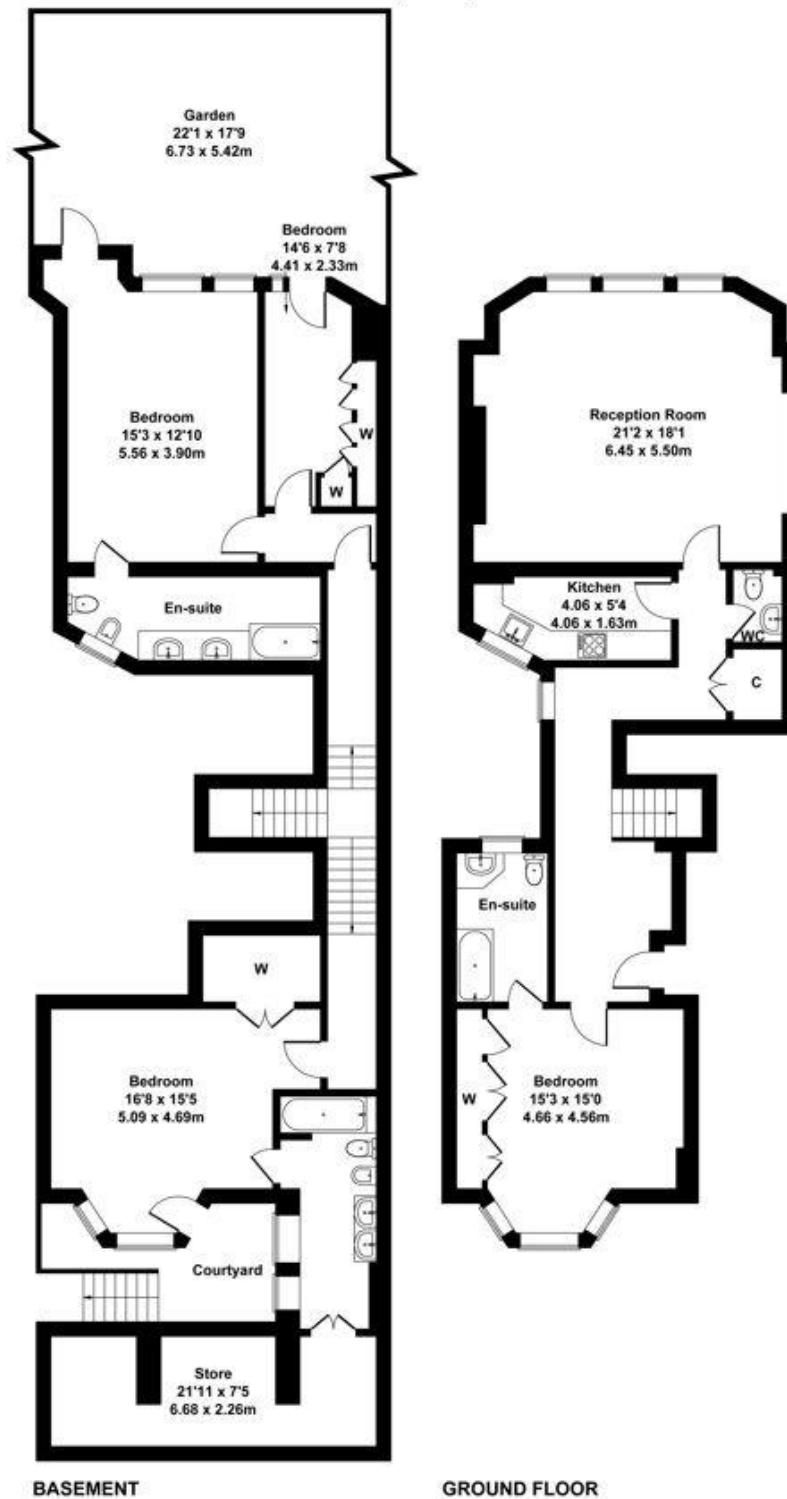 Garden
22'1 x 17'9
6.73 x 5.42m
Bedroom
14'6 x 7'8
4.41 x 2.33m
Bedroom
15'3 x 12'10
5.56 x 3.90m
W
W
En-suite
W
Bedroom
16'8 x 15'5
5.09 x 4.69m
Courtyard
Store
21'11 x 7'5
6.68 x 2.26m
BASEMENT
Reception Room
21'2 x 18'1
6.45 x 5.50m
Kitchen
4.06 x 5'4
4.06 x 1.63m
WC
C
En-suite
W
Bedroom
15'3 x 15'0
4.66 x 4.56m
GROUND FLOOR